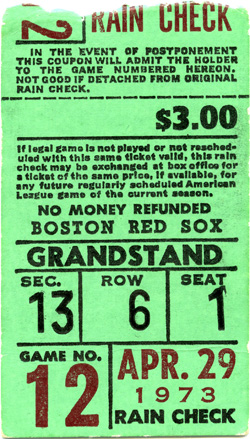 2 RAIN CHECK
IN THE EVENT OF POSTPONEMENT
THIS COUPON WILL ADMIT THE HOLDER
TO THE GAME NUMBERED HEREON.
NOT GOOD IF DETACHED FROM ORIGINAL
RAIN CHECK.
$3.00
If legal game is not played or not resched-
uled with this same ticket valid, this rain
check may be exchanged at box office for
a ticket of the same price, if available, for
any future regularly scheduled American
League game of the current season.
NO MONEY REFUNDED
BOSTON RED SOX
GRANDSTAND
SEC. ROW SEAT
13 6 1
GAME NO.
12
APR. 29
1973
RAIN CHECK